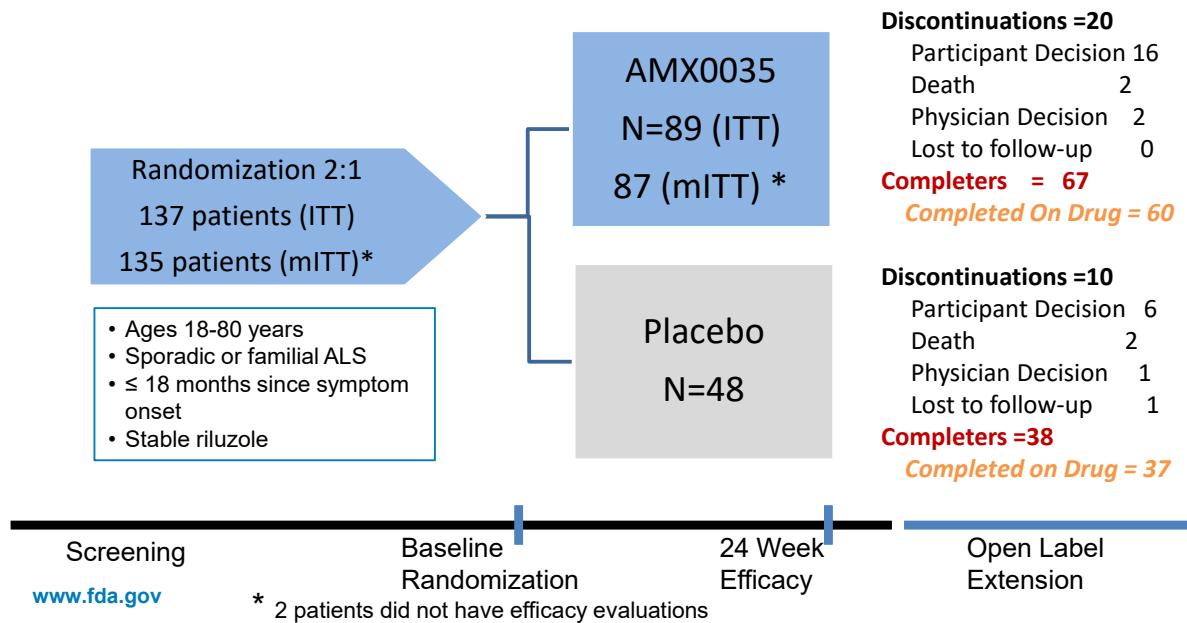 Randomization 2:1
137 patients (ITT)
135 patients (mITT)*
• Ages 18-80 years
• Sporadic or familial ALS
• ≤ 18 months since symptom
onset
• Stable riluzole
AMX0035
N=89 (ITT)
87 (mITT) *
Placebo
N=48
Discontinuations =20
Participant Decision 16
Death 2
Physician Decision 2
Lost to follow-up 0
Completers = 67
Completed On Drug = 60
Discontinuations =10
Participant Decision 6
Death 2
Physician Decision 1
Lost to follow-up 1
Completers =38
Completed on Drug = 37
Screening
Baseline
Randomization
24 Week
Efficacy
Open Label
Extension
www.fda.gov
* 2 patients did not have efficacy evaluations